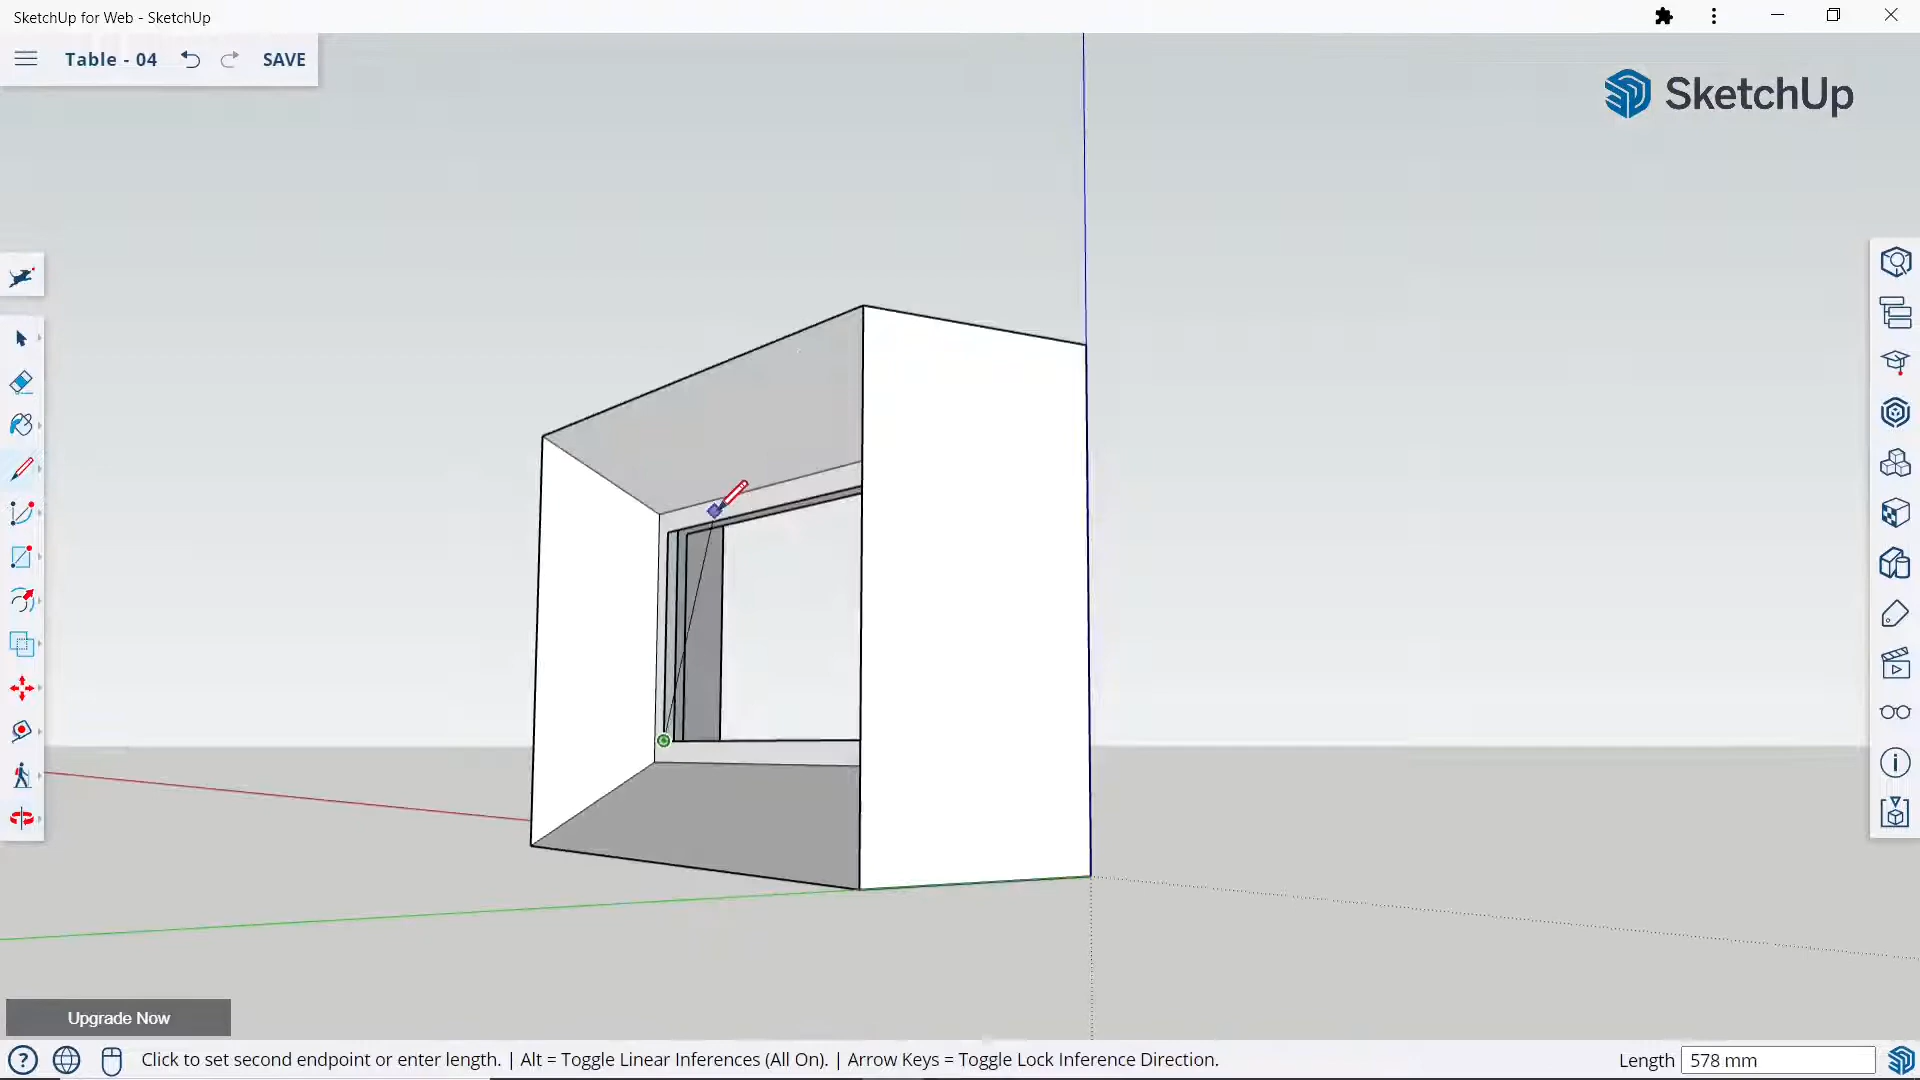 SketchUp for Web - SketchUp
Table - 04 SAVE
SketchUp
Upgrade Now
Click to set second endpoint or enter length. | Alt = Toggle Linear Inferences (All On). | Arrow Keys = Toggle Lock Inference Direction.
Length 578 mm